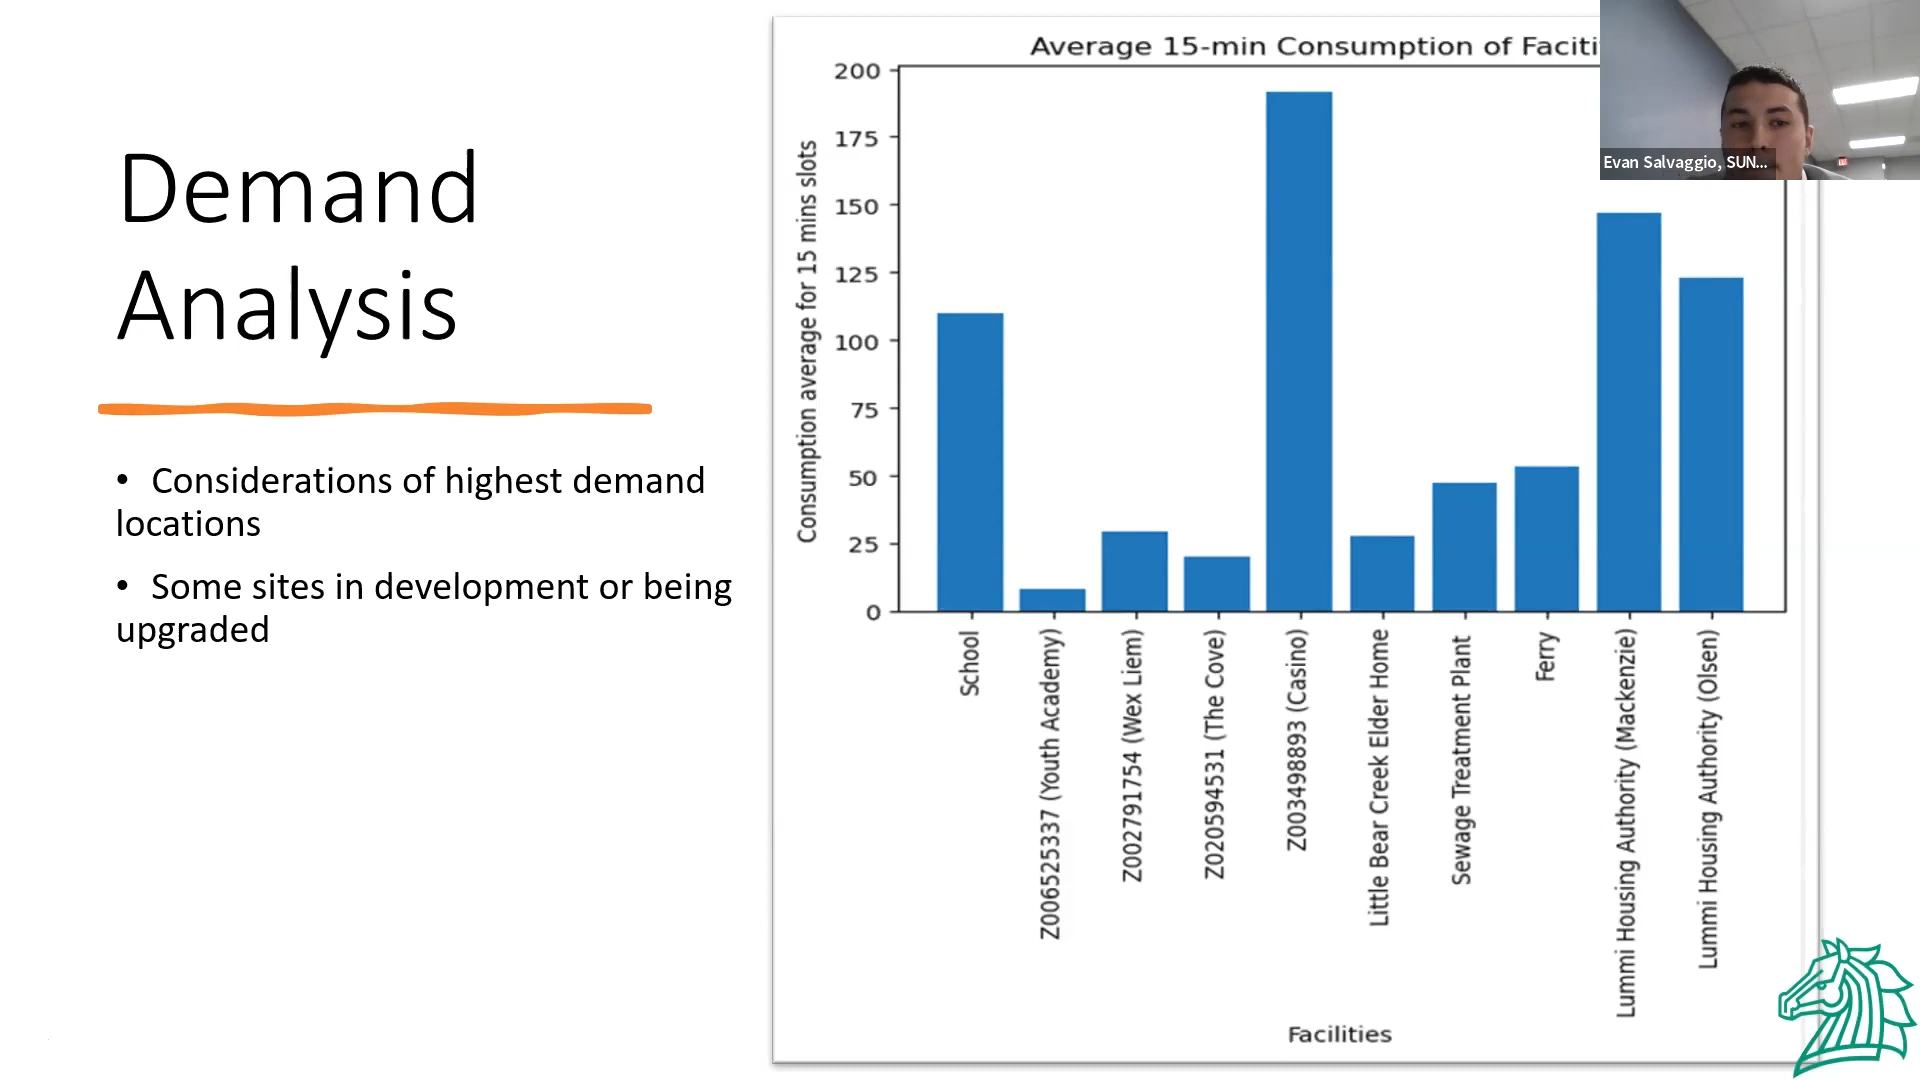 Demand
Analysis
• Considerations of highest demand
locations
• Some sites in development or being
upgraded
Average 15-min Consumption of Faciti
Consumption average for 15 mins slots
200
175
150
125
100
75
50
25
0
School
Z006525337 (Youth Academy)
Z002791754 (Wex Liem)
Z020594531 (The Cove)
Z003498893 (Casino)
Little Bear Creek Elder Home
Sewage Treatment Plant
Ferry
Lummi Housing Authority (Mackenzie)
Lummi Housing Authority (Olsen)
Facilities
Evan Salvaggio, SUN...